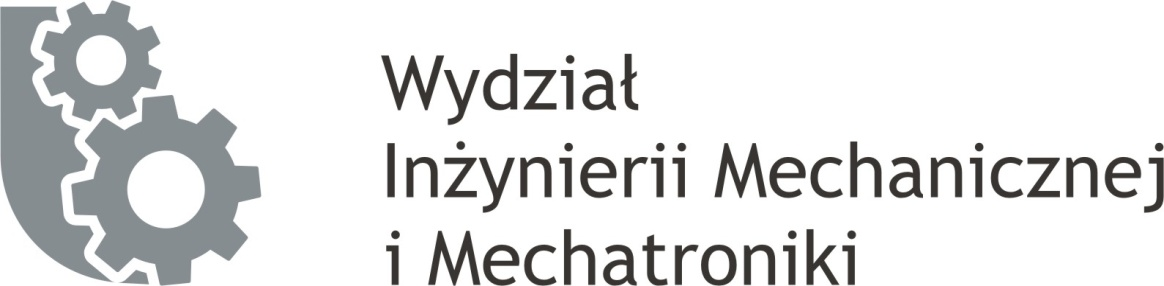 Wydział
Inżynierii Mechanicznej
i Mechatroniki